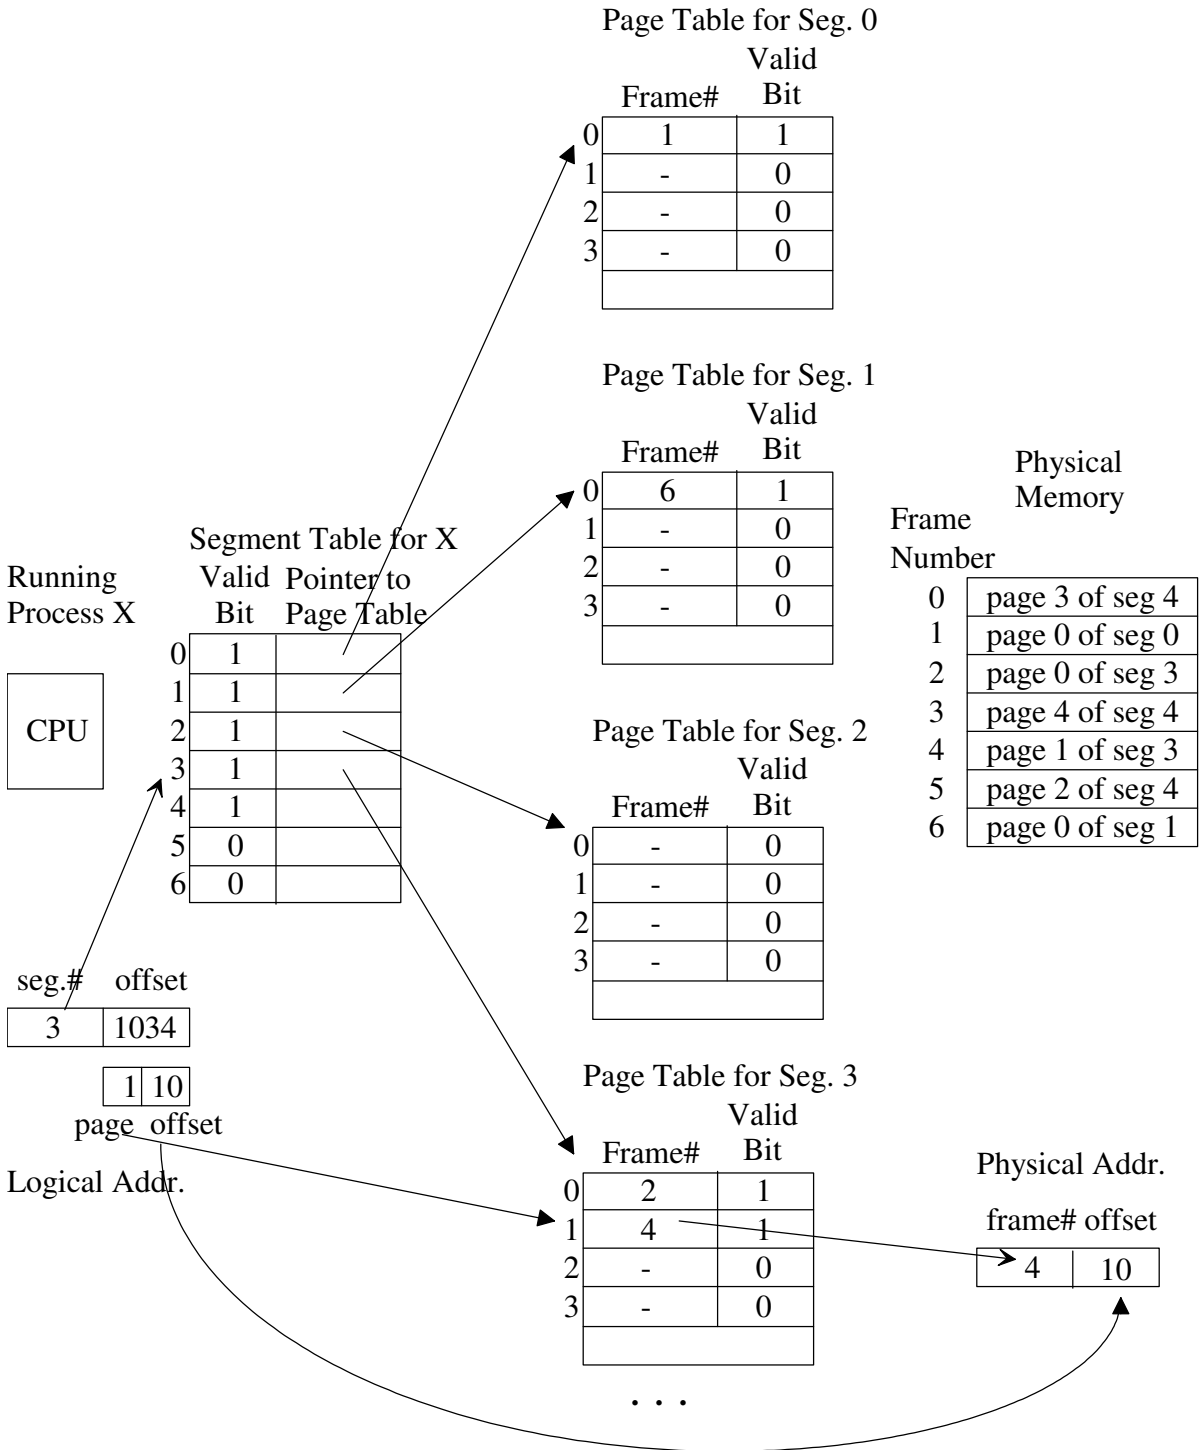 Page Table for Seg. 0
Valid
Frame# Bit
0 1 1
1 - 0
2 - 0
3 - 0
Page Table for Seg. 1
Valid
Frame# Bit
0 6 1
1 - 0
2 - 0
3 - 0
Physical
Memory
Frame
Number
0 page 3 of seg 4
1 page 0 of seg 0
2 page 0 of seg 3
3 page 4 of seg 4
4 page 1 of seg 3
5 page 2 of seg 4
6 page 0 of seg 1
Running
Process X
CPU
Segment Table for X
Valid Pointer to
Bit Page Table
0 1
1 1
2 1
3 1
4 1
5 0
6 0
Page Table for Seg. 2
Valid
Frame# Bit
0 - 0
1 - 0
2 - 0
3 - 0
seg.# offset
3 1034
1 10
page offset
Logical Addr.
Page Table for Seg. 3
Valid
Frame# Bit
0 2 1
1 4 1
2 - 0
3 - 0
. . .
Physical Addr.
frame# offset
4 10